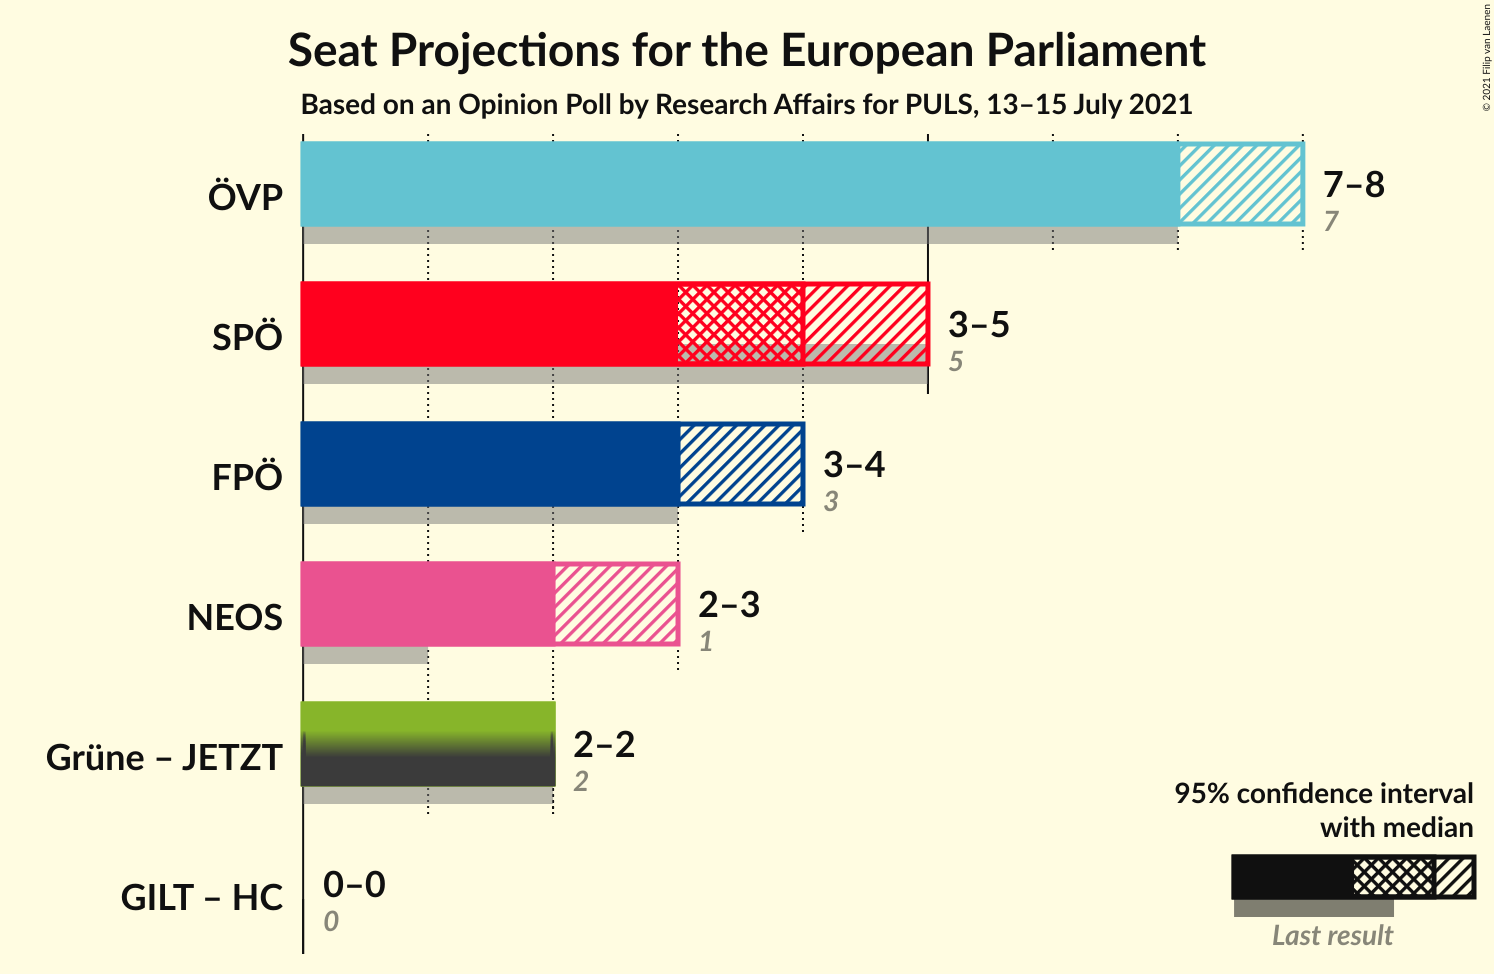 Seat Projections for the European Parliament
Based on an Opinion Poll by Research Affairs for PULS, 13–15 July 2021
© 2021 Filip van Laenen
ÖVP
7–8
7
SPÖ
3–5
5
FPÖ
3–4
3
NEOS
2–3
1
Grüne – JETZT
2–2
2
GILT – HC
0–0
0
95% confidence interval
with median
Last result